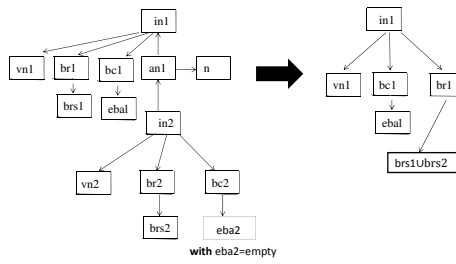 in1
in1
vn1
br1
bc1
an1
n
vn1
bc1
br1
brs1
ebal
ebal
in2
brs1Ubrs2
vn2
br2
bc2
brs2
eba2
with eba2=empty